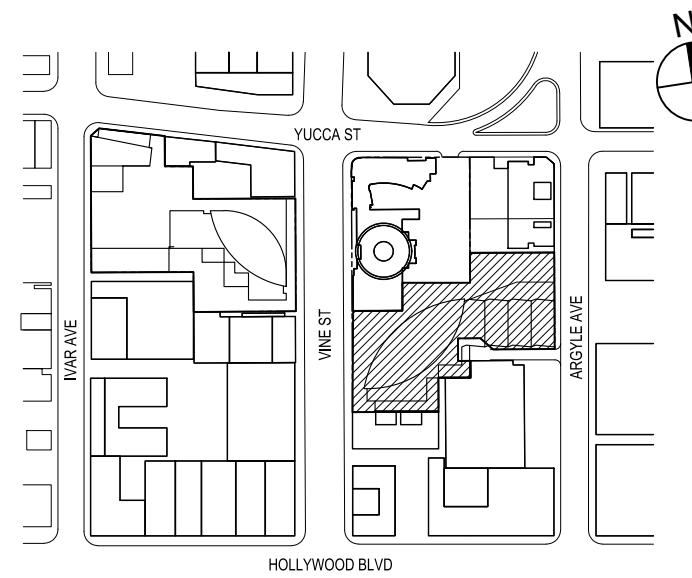 N
YUCCA ST
IVAR AVE
VINE ST
ARGYLE AVE
HOLLYWOOD BLVD